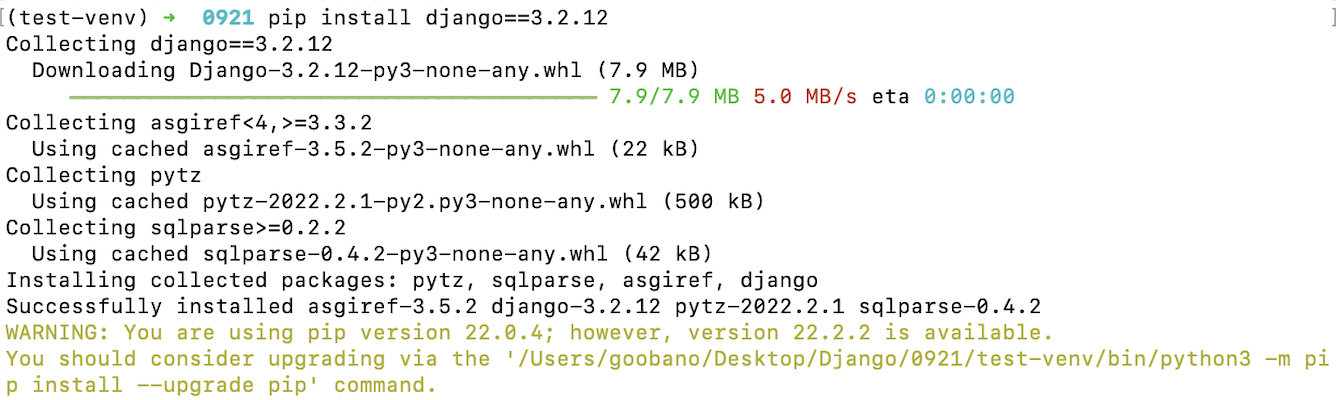 [(test-venv) ➜  0921 pip install django==3.2.12 ]
Collecting django==3.2.12
  Downloading Django-3.2.12-py3-none-any.whl (7.9 MB)
     ━━━━━━━━━━━━━━━━━━━━━━━━━━━━━━━━━━━━━━━━ 7.9/7.9 MB 5.0 MB/s eta 0:00:00
Collecting asgiref<4,>=3.3.2
  Using cached asgiref-3.5.2-py3-none-any.whl (22 kB)
Collecting pytz
  Using cached pytz-2022.2.1-py2.py3-none-any.whl (500 kB)
Collecting sqlparse>=0.2.2
  Using cached sqlparse-0.4.2-py3-none-any.whl (42 kB)
Installing collected packages: pytz, sqlparse, asgiref, django
Successfully installed asgiref-3.5.2 django-3.2.12 pytz-2022.2.1 sqlparse-0.4.2
WARNING: You are using pip version 22.0.4; however, version 22.2.2 is available.
You should consider upgrading via the '/Users/goobano/Desktop/Django/0921/test-venv/bin/python3 -m pi
p install --upgrade pip' command.